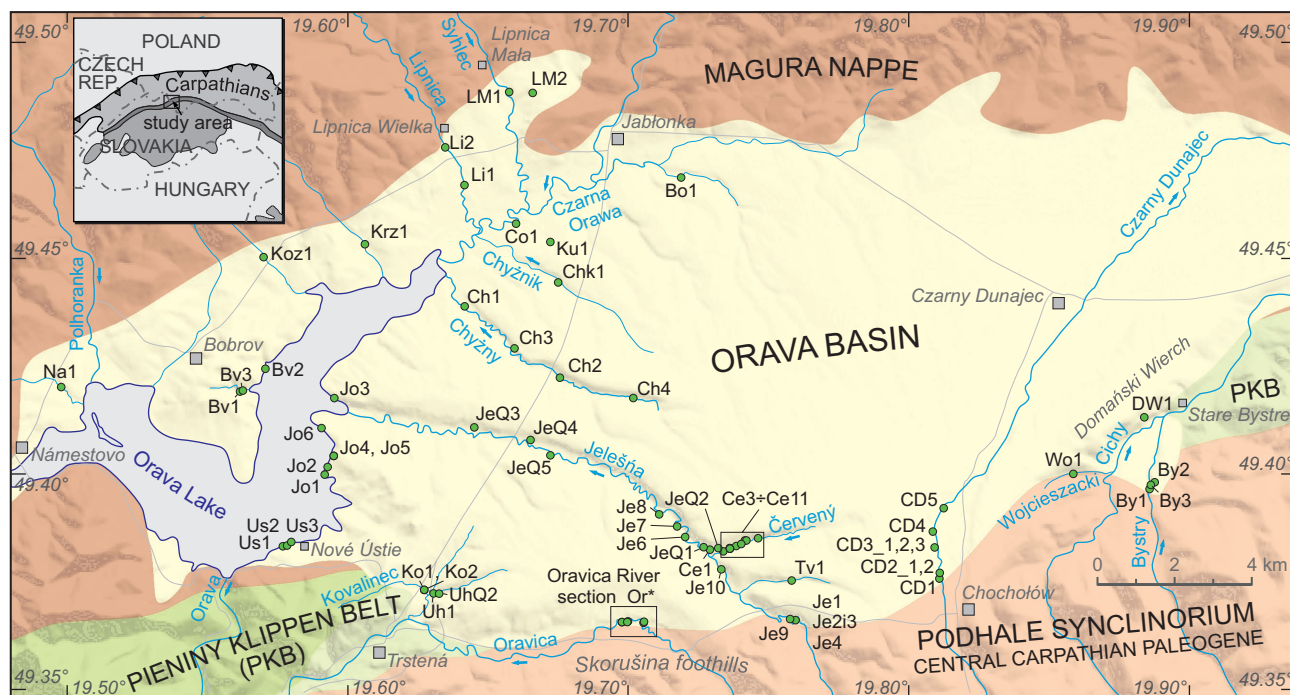 19.60° 19.70° 19.80° 19.90°
49.50° 49.50°
POLAND
CZECH
REP.
Carpathians
study area
SLOVAKIA
HUNGARY
Syhlec
Lipnica
Mała
Lipnica
LM1
LM2
MAGURA NAPPE
Lipnica Wielka
Li2
Jabłonka
Li1
Bo1
Czarna
Orawa
Czarny Dunajec
Polhoranka
Krz1
Koz1
Co1
Ku1
Chk1
Chyżnik
49.45°
49.45°
Ch1
Chyżny
Ch3
Ch2
Ch4
Czarny Dunajec
ORAVA BASIN
Bobrov
Na1
Bv3
Bv2
Bv1
Jo3
JeQ3
JeQ4
JeQ5
Jelešńa
Jo6
Jo4, Jo5
Jo2
Jo1
Námestovo
Orava Lake
49.40°
49.40°
PKB
Domański Wierch
DW1
Stare Bystre
Cichy
Wo1
Wojcieszacki
By2
By1
By3
Bystry
Us2
Us3
Us1
Nové Ústie
Je8
Je7
Je6
JeQ2
Ce3÷Ce11
Červený
JeQ1
Ce1
Je10
Tv1
CD5
CD4
CD3_1,2,3
CD2_1,2
CD1
0 2 4 km
Chochołów
Orava
Kovalinec
Ko1, Ko2
UhQ2
Uh1
Oravica River
section Or*
Je1
Je2i3
Je9
Je4
PIENINY KLIPPEN BELT
(PKB)
Trstená
Oravica
Skorušina foothills
PODHALE SYNCLINORIUM
CENTRAL CARPATHIAN PALEOGENE
49.35°
49.35°
19.50° 19.60° 19.70° 19.80° 19.90°